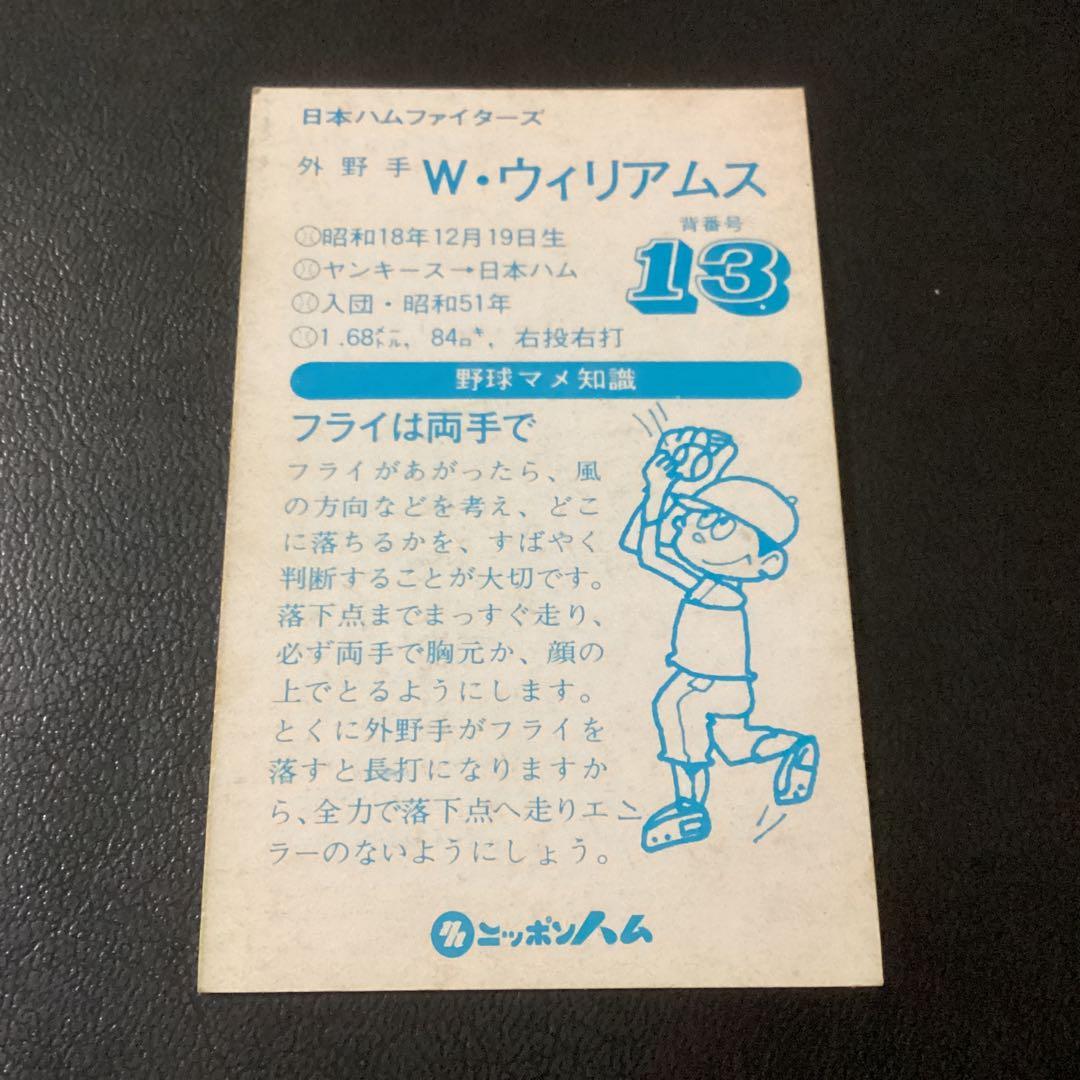 日本ハムファイターズ
外野手 W・ウィリアムス
背番号
13
昭和18年12月19日生
ヤンキース→日本ハム
入団・昭和51年
1.68メートル、84キロ、右投右打
野球マメ知識
フライは両手で
フライがあがったら、風
の方向などを考え、どこ
に落ちるかを、すばやく
判断することが大切です。
落下点までまっすぐ走り、
必ず両手で胸元か、顔の
上でとるようにします。
とくに外野手がフライを
落すと長打になりますか
ら、全力で落下点へ走りエ
ラーのないようにしょう。
ニッポンハム